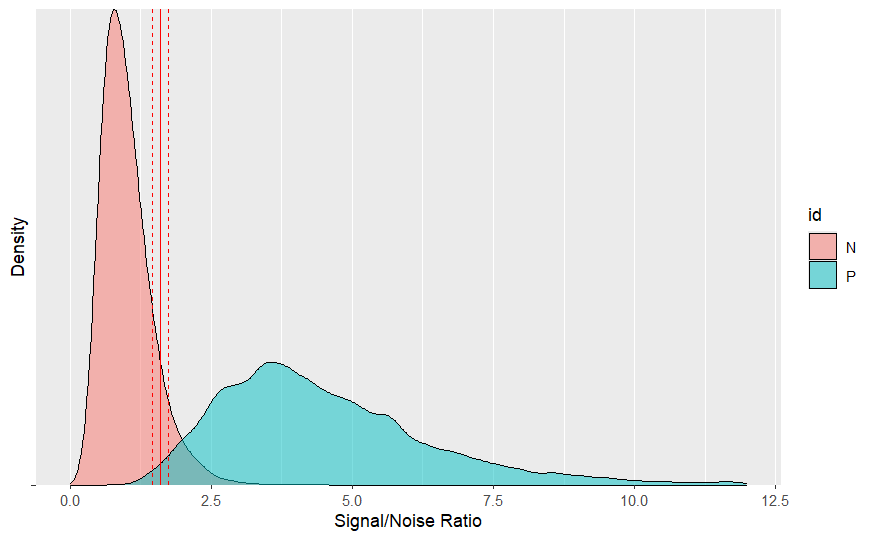 Density
0.0 2.5 5.0 7.5 10.0 12.5
Signal/Noise Ratio
id
N
P